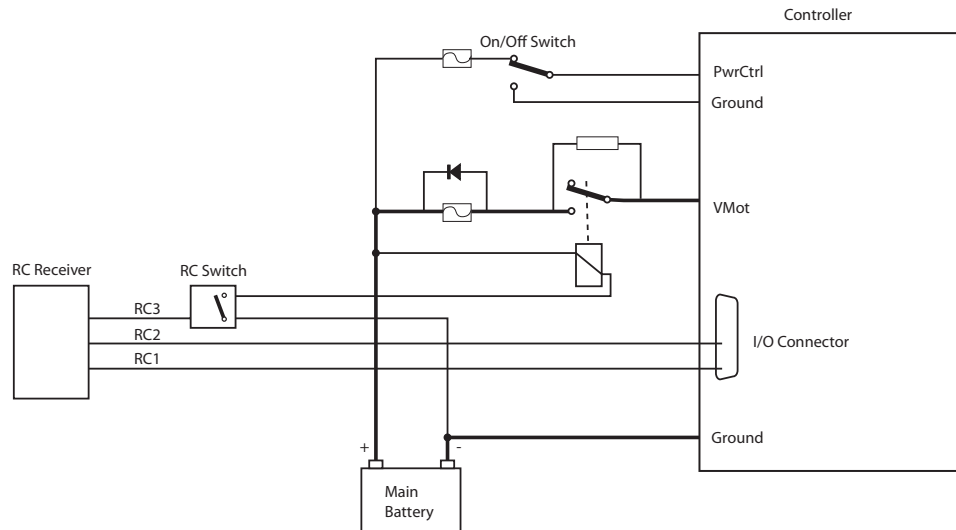 Controller
On/Off Switch
PwrCtrl
Ground
VMot
RC Receiver
RC Switch
RC3
RC2
RC1
I/O Connector
Ground
+
-
Main
Battery